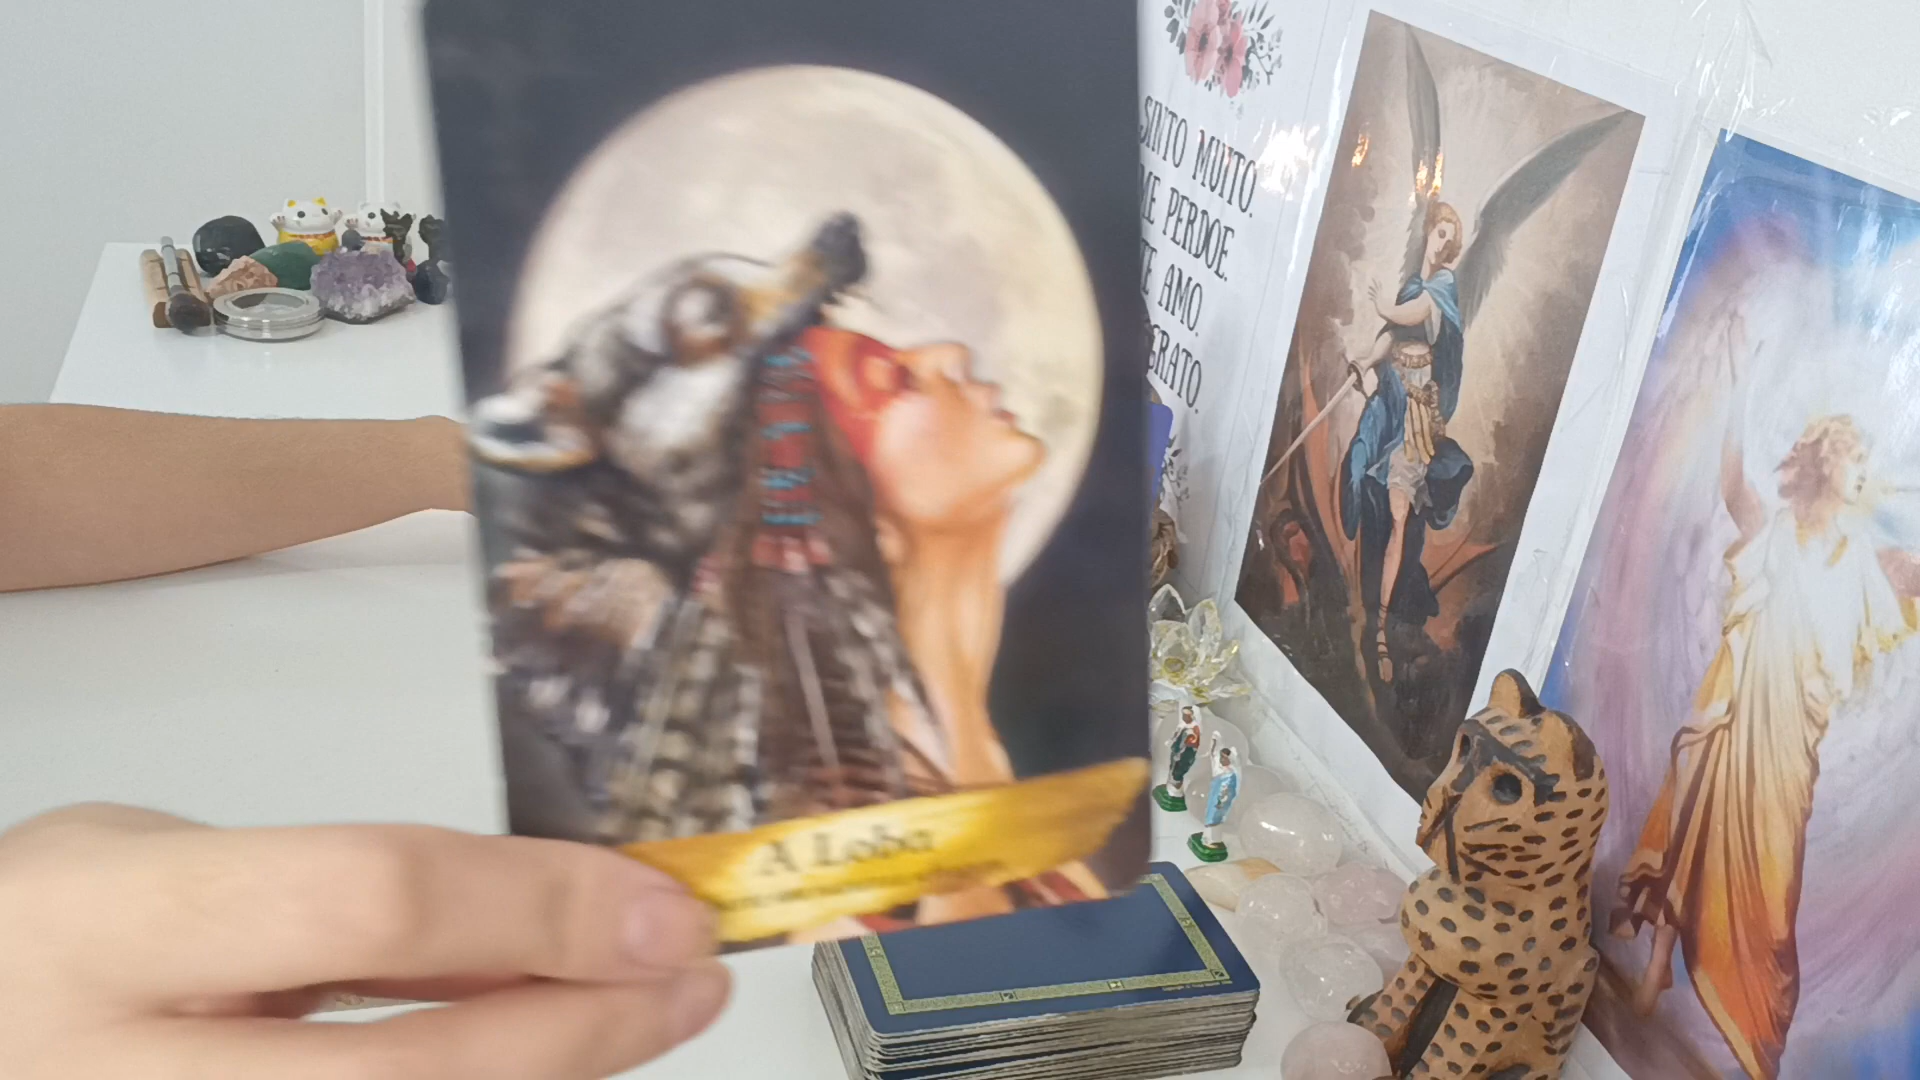 SINTO MUITO.
ME PERDOE.
TE AMO.
GRATO.
A Loba